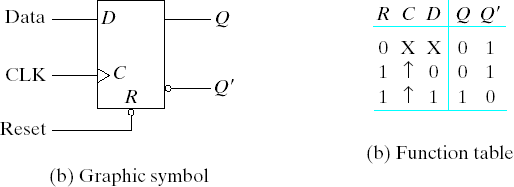 Data D Q
CLK C
R
Q′
Reset
(b) Graphic symbol
R C D Q Q′
0 X X 0 1
1 ↑ 0 0 1
1 ↑ 1 1 0
(b) Function table